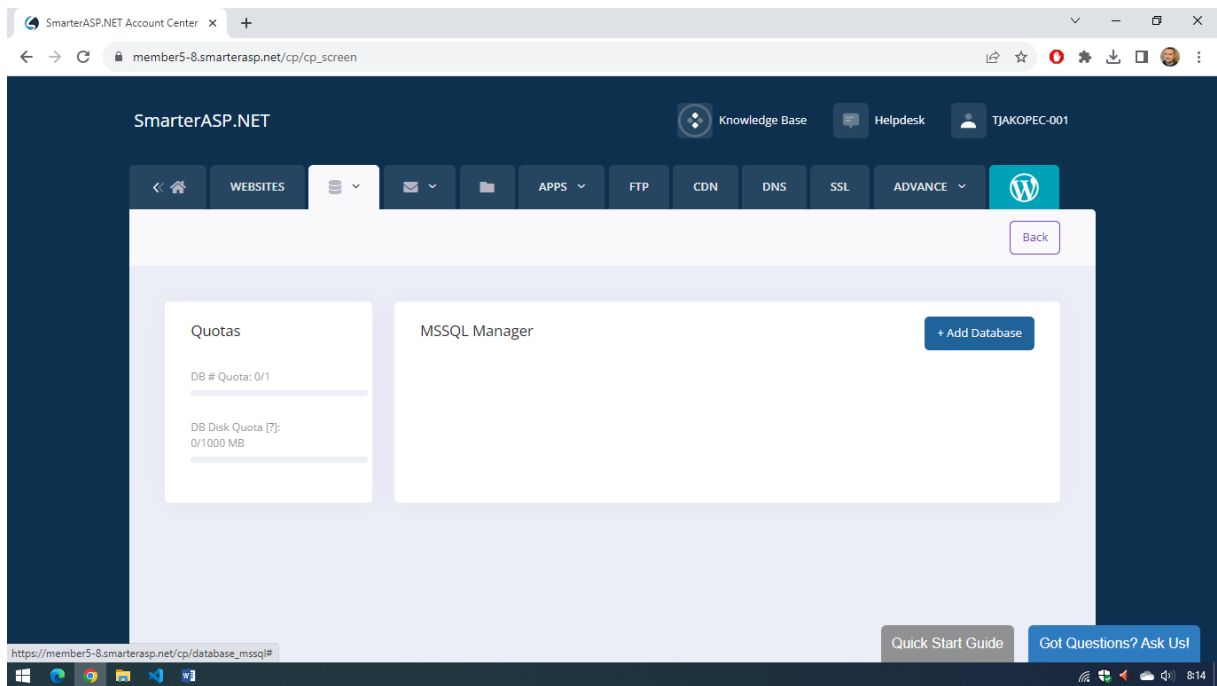 SmarterASP.NET Account Center
member5-8.smarterasp.net/cp/cp_screen
SmarterASP.NET
Knowledge Base
Helpdesk
TJAKOPEC-001
WEBSITES
APPS
FTP
CDN
DNS
SSL
ADVANCE
Back
Quotas
DB # Quota: 0/1
DB Disk Quota [?]:
0/1000 MB
MSSQL Manager
+ Add Database
Quick Start Guide
Got Questions? Ask Us!
https://member5-8.smarterasp.net/cp/database_mssql#
8:14